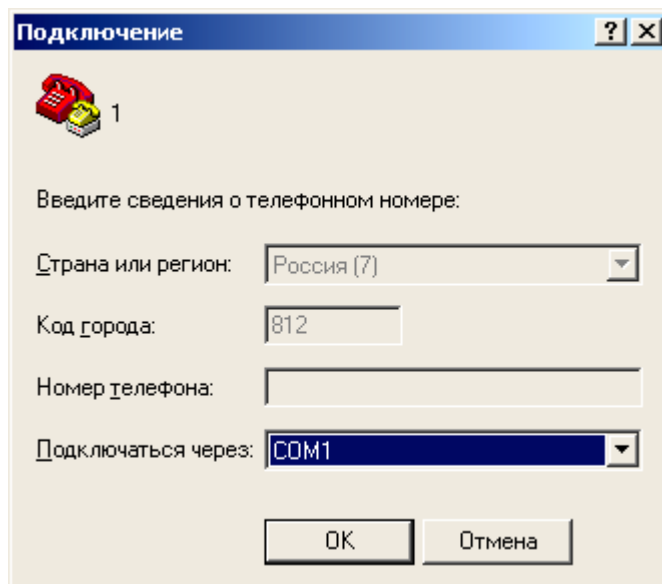 Подключение
1
Введите сведения о телефонном номере:
Страна или регион: Россия (7)
Код города: 812
Номер телефона:
Подключаться через: COM1
OK Отмена